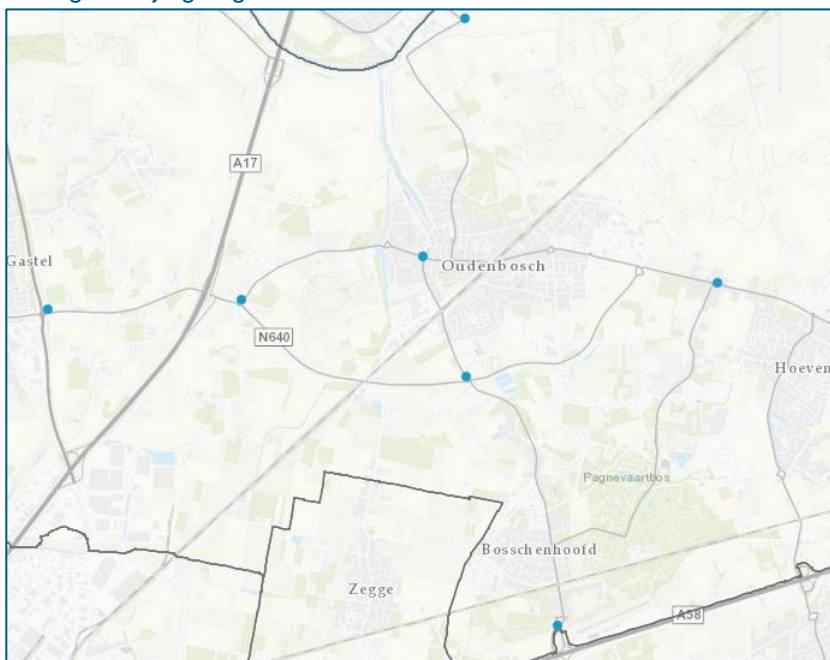 A17
Gastel
Oudenbosch
N640
Hoeven
Pagnevaartbos
Bosschenhoofd
Zegge
A58